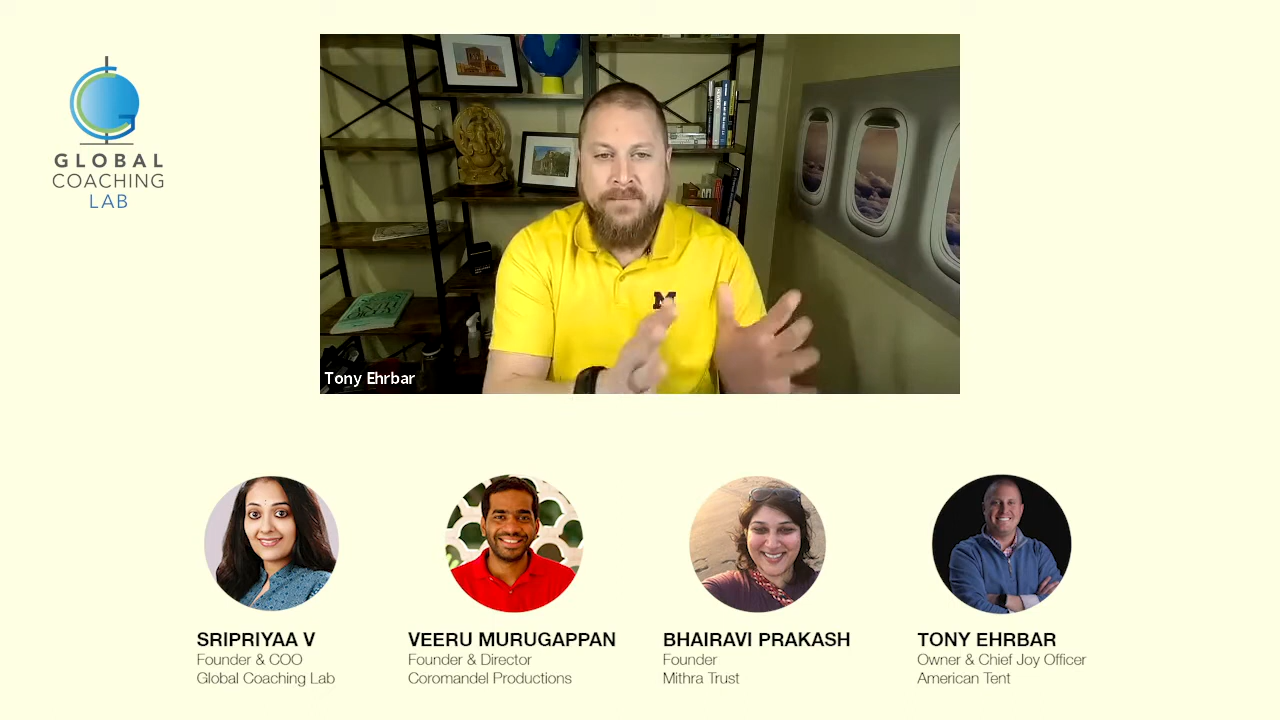 GLOBAL
COACHING
LAB
M
Tony Ehrbar
SRIPRIYAA V
Founder & COO
Global Coaching Lab
VEERU MURUGAPPAN
Founder & Director
Coromandel Productions
BHAIRAVI PRAKASH
Founder
Mithra Trust
TONY EHRBAR
Owner & Chief Joy Officer
American Tent